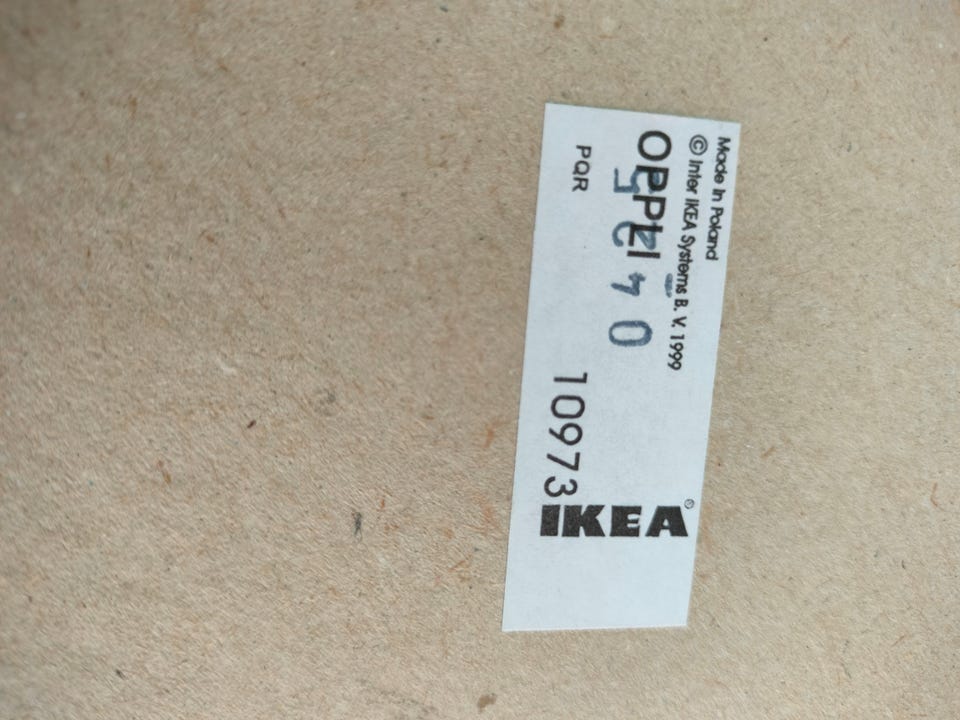 Made in Poland
© Inter IKEA Systems B. V. 1999
OPPLI
5240
PQR
10973
IKEA®